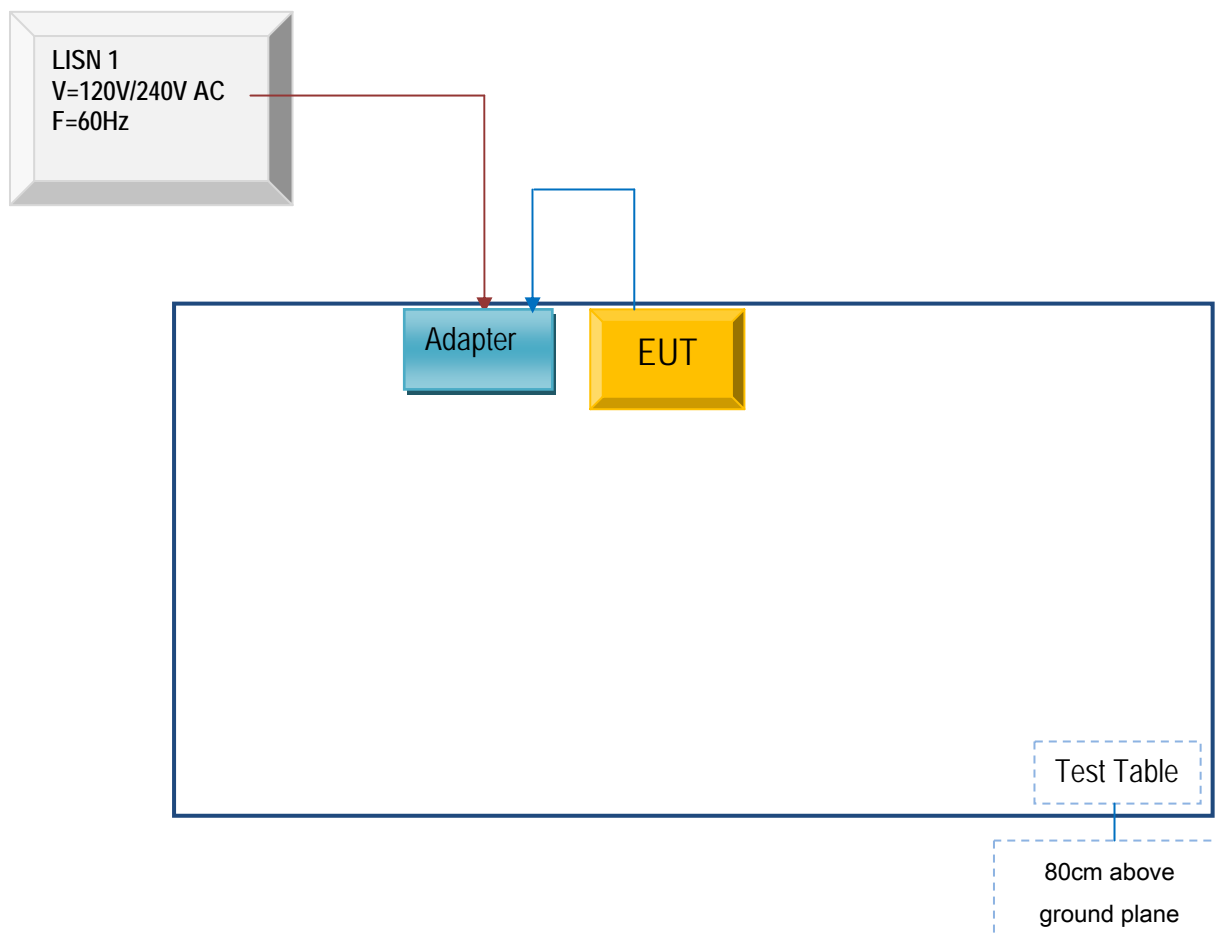 LISN 1
V=120V/240V AC
F=60Hz
Adapter
EUT
Test Table
80cm above
ground plane